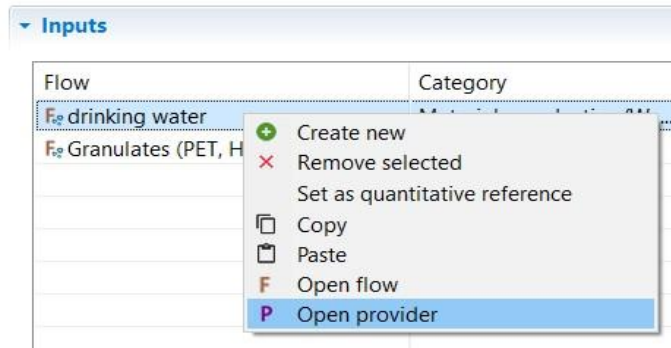 Inputs
Flow Category
drinking water
Granulates (PET, H
Create new
Remove selected
Set as quantitative reference
Copy
Paste
F Open flow
P Open provider